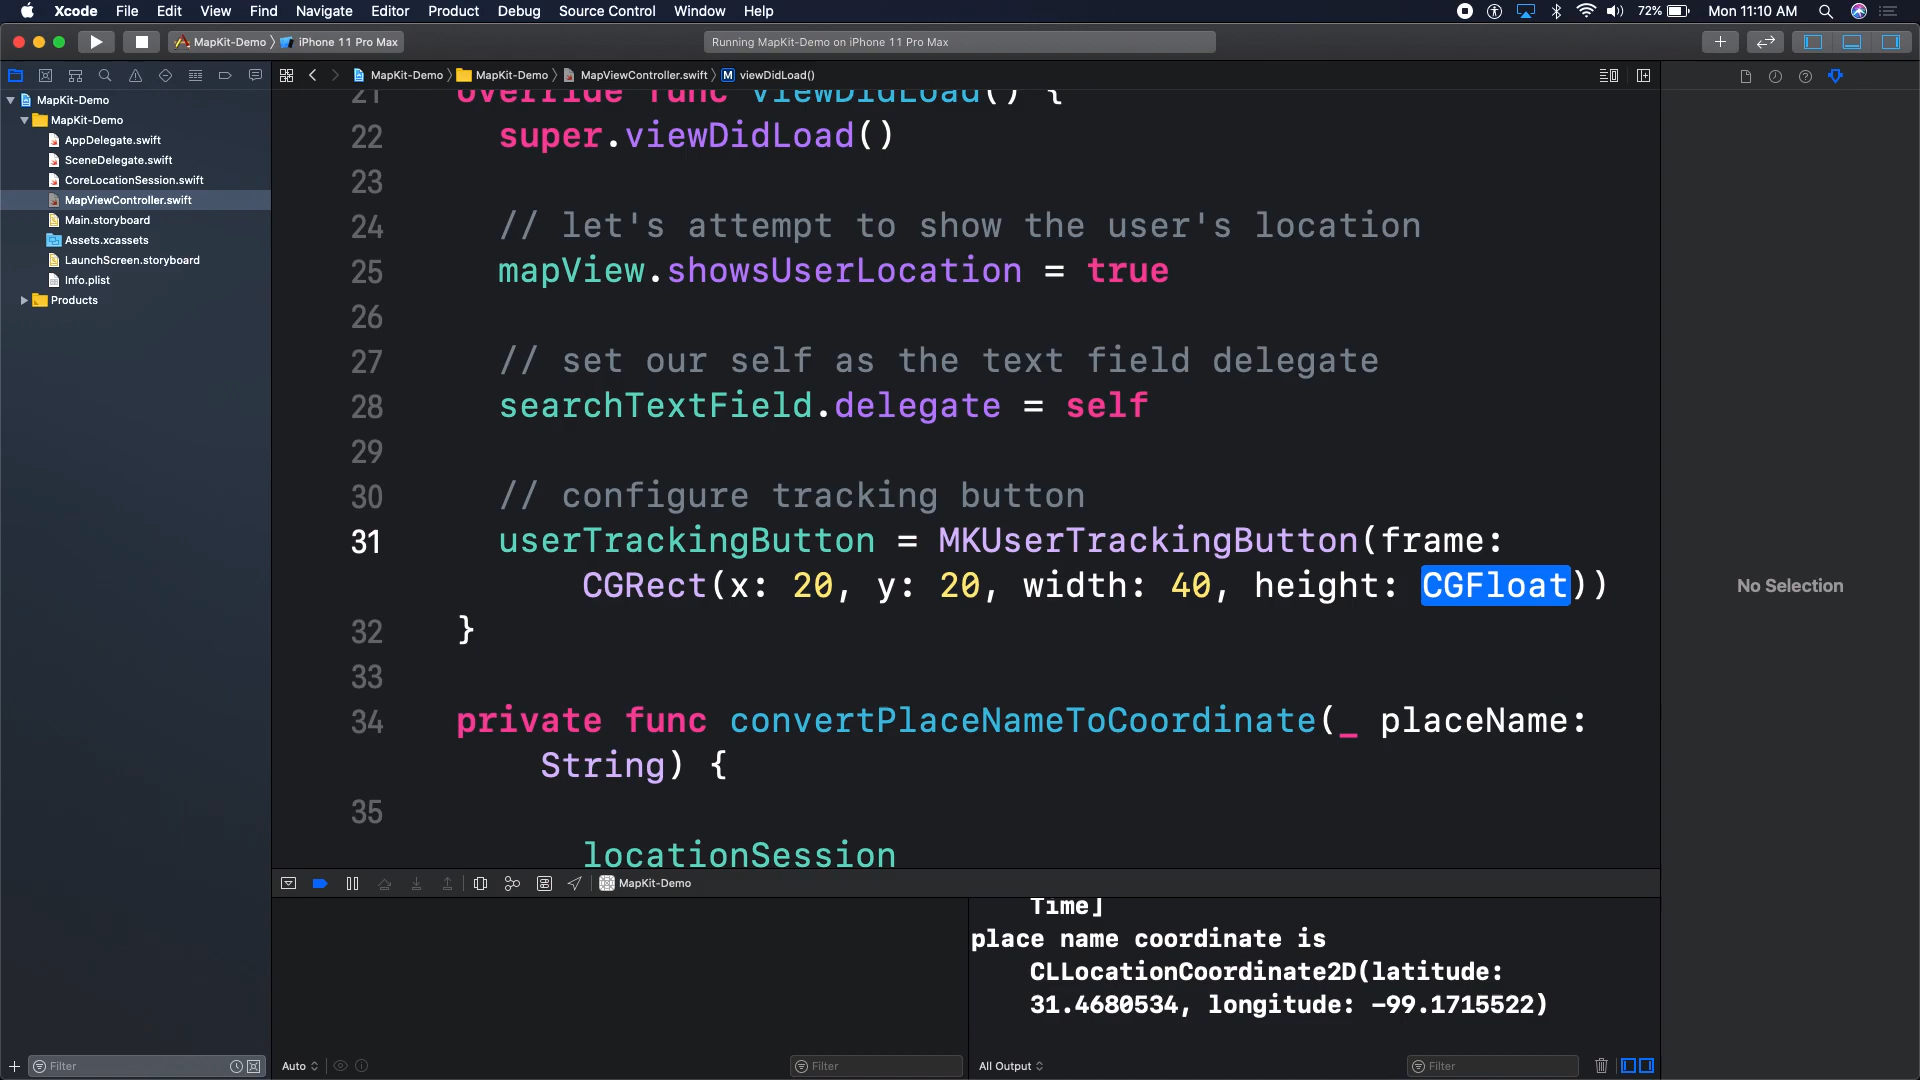 Xcode File Edit View Find Navigate Editor Product Debug Source Control Window Help 72% Mon 11:10 AM
MapKit-Demo iPhone 11 Pro Max Running MapKit-Demo on iPhone 11 Pro Max
MapKit-Demo MapKit-Demo MapViewController.swift M viewDidLoad()
MapKit-Demo
MapKit-Demo
AppDelegate.swift
SceneDelegate.swift
CoreLocationSession.swift
MapViewController.swift
Main.storyboard
Assets.xcassets
LaunchScreen.storyboard
Info.plist
Products
21 override func viewDidLoad() {
22 super.viewDidLoad()
23
24 // let's attempt to show the user's location
25 mapView.showsUserLocation = true
26
27 // set our self as the text field delegate
28 searchTextField.delegate = self
29
30 // configure tracking button
31 userTrackingButton = MKUserTrackingButton(frame:
CGRect(x: 20, y: 20, width: 40, height: CGFloat))
32 }
33
34 private func convertPlaceNameToCoordinate(_ placeName:
String) {
35
locationSession
No Selection
MapKit-Demo
Time]
place name coordinate is
CLLocationCoordinate2D(latitude:
31.4680534, longitude: -99.1715522)
Filter Auto Filter All Output Filter